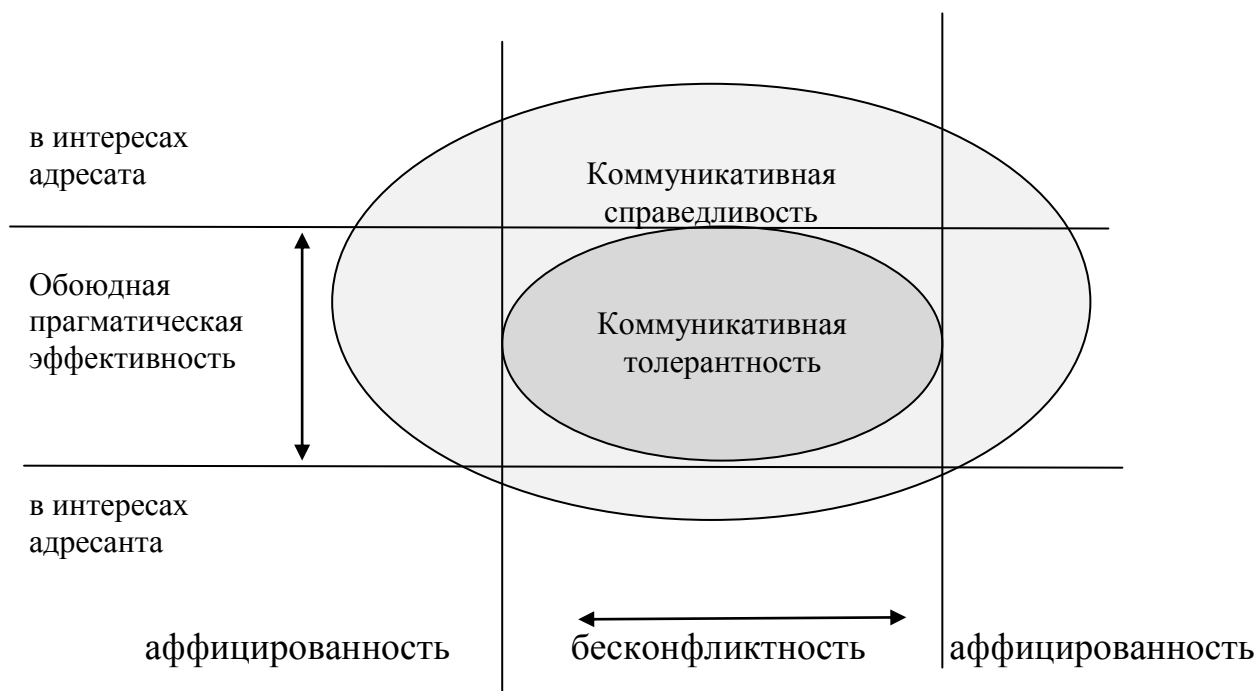 в интересах
адресата
Коммуникативная
справедливость
Обоюдная
прагматическая
эффективность
Коммуникативная
толерантность
в интересах
адресанта
аффицированность
бесконфликтность
аффицированность